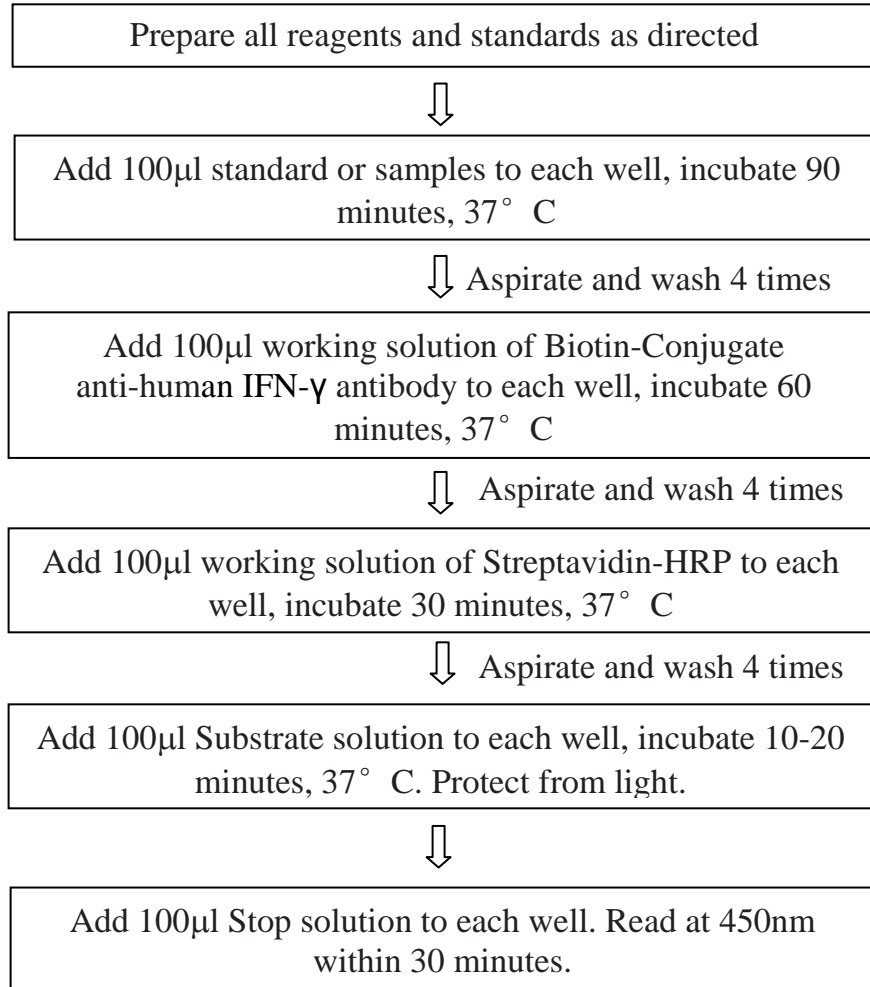 Prepare all reagents and standards as directed
Add 100μl standard or samples to each well, incubate 90
minutes, 37° C
Aspirate and wash 4 times
Add 100μl working solution of Biotin-Conjugate
anti-human IFN-γ antibody to each well, incubate 60
minutes, 37° C
Aspirate and wash 4 times
Add 100μl working solution of Streptavidin-HRP to each
well, incubate 30 minutes, 37° C
Aspirate and wash 4 times
Add 100μl Substrate solution to each well, incubate 10-20
minutes, 37° C. Protect from light.
Add 100μl Stop solution to each well. Read at 450nm
within 30 minutes.